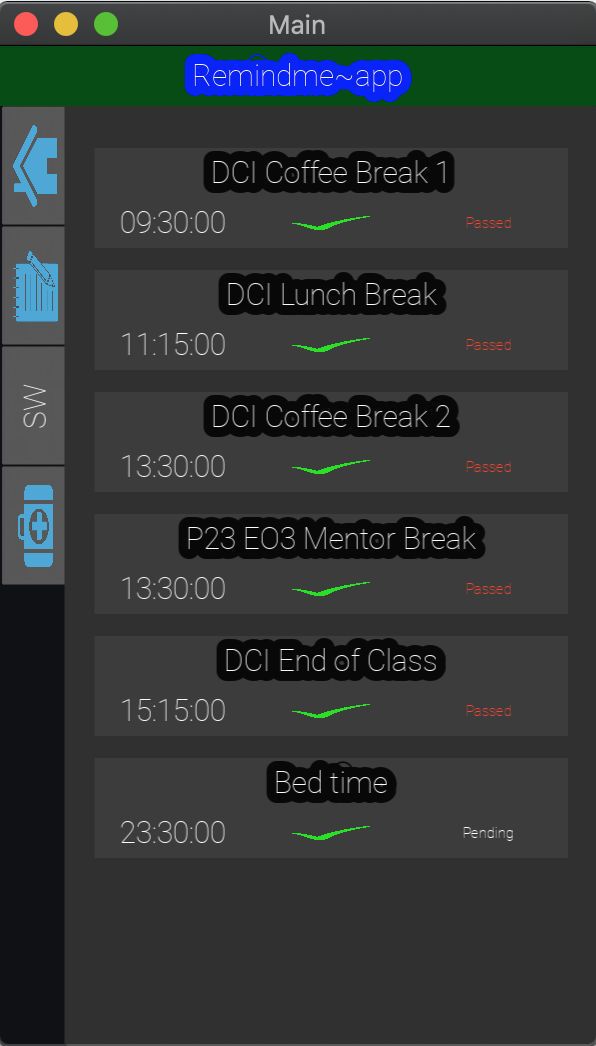 Main
Remindme~app
SW
DCI Coffee Break 1
09:30:00 Passed
DCI Lunch Break
11:15:00 Passed
DCI Coffee Break 2
13:30:00 Passed
P23 EO3 Mentor Break
13:30:00 Passed
DCI End of Class
15:15:00 Passed
Bed time
23:30:00 Pending